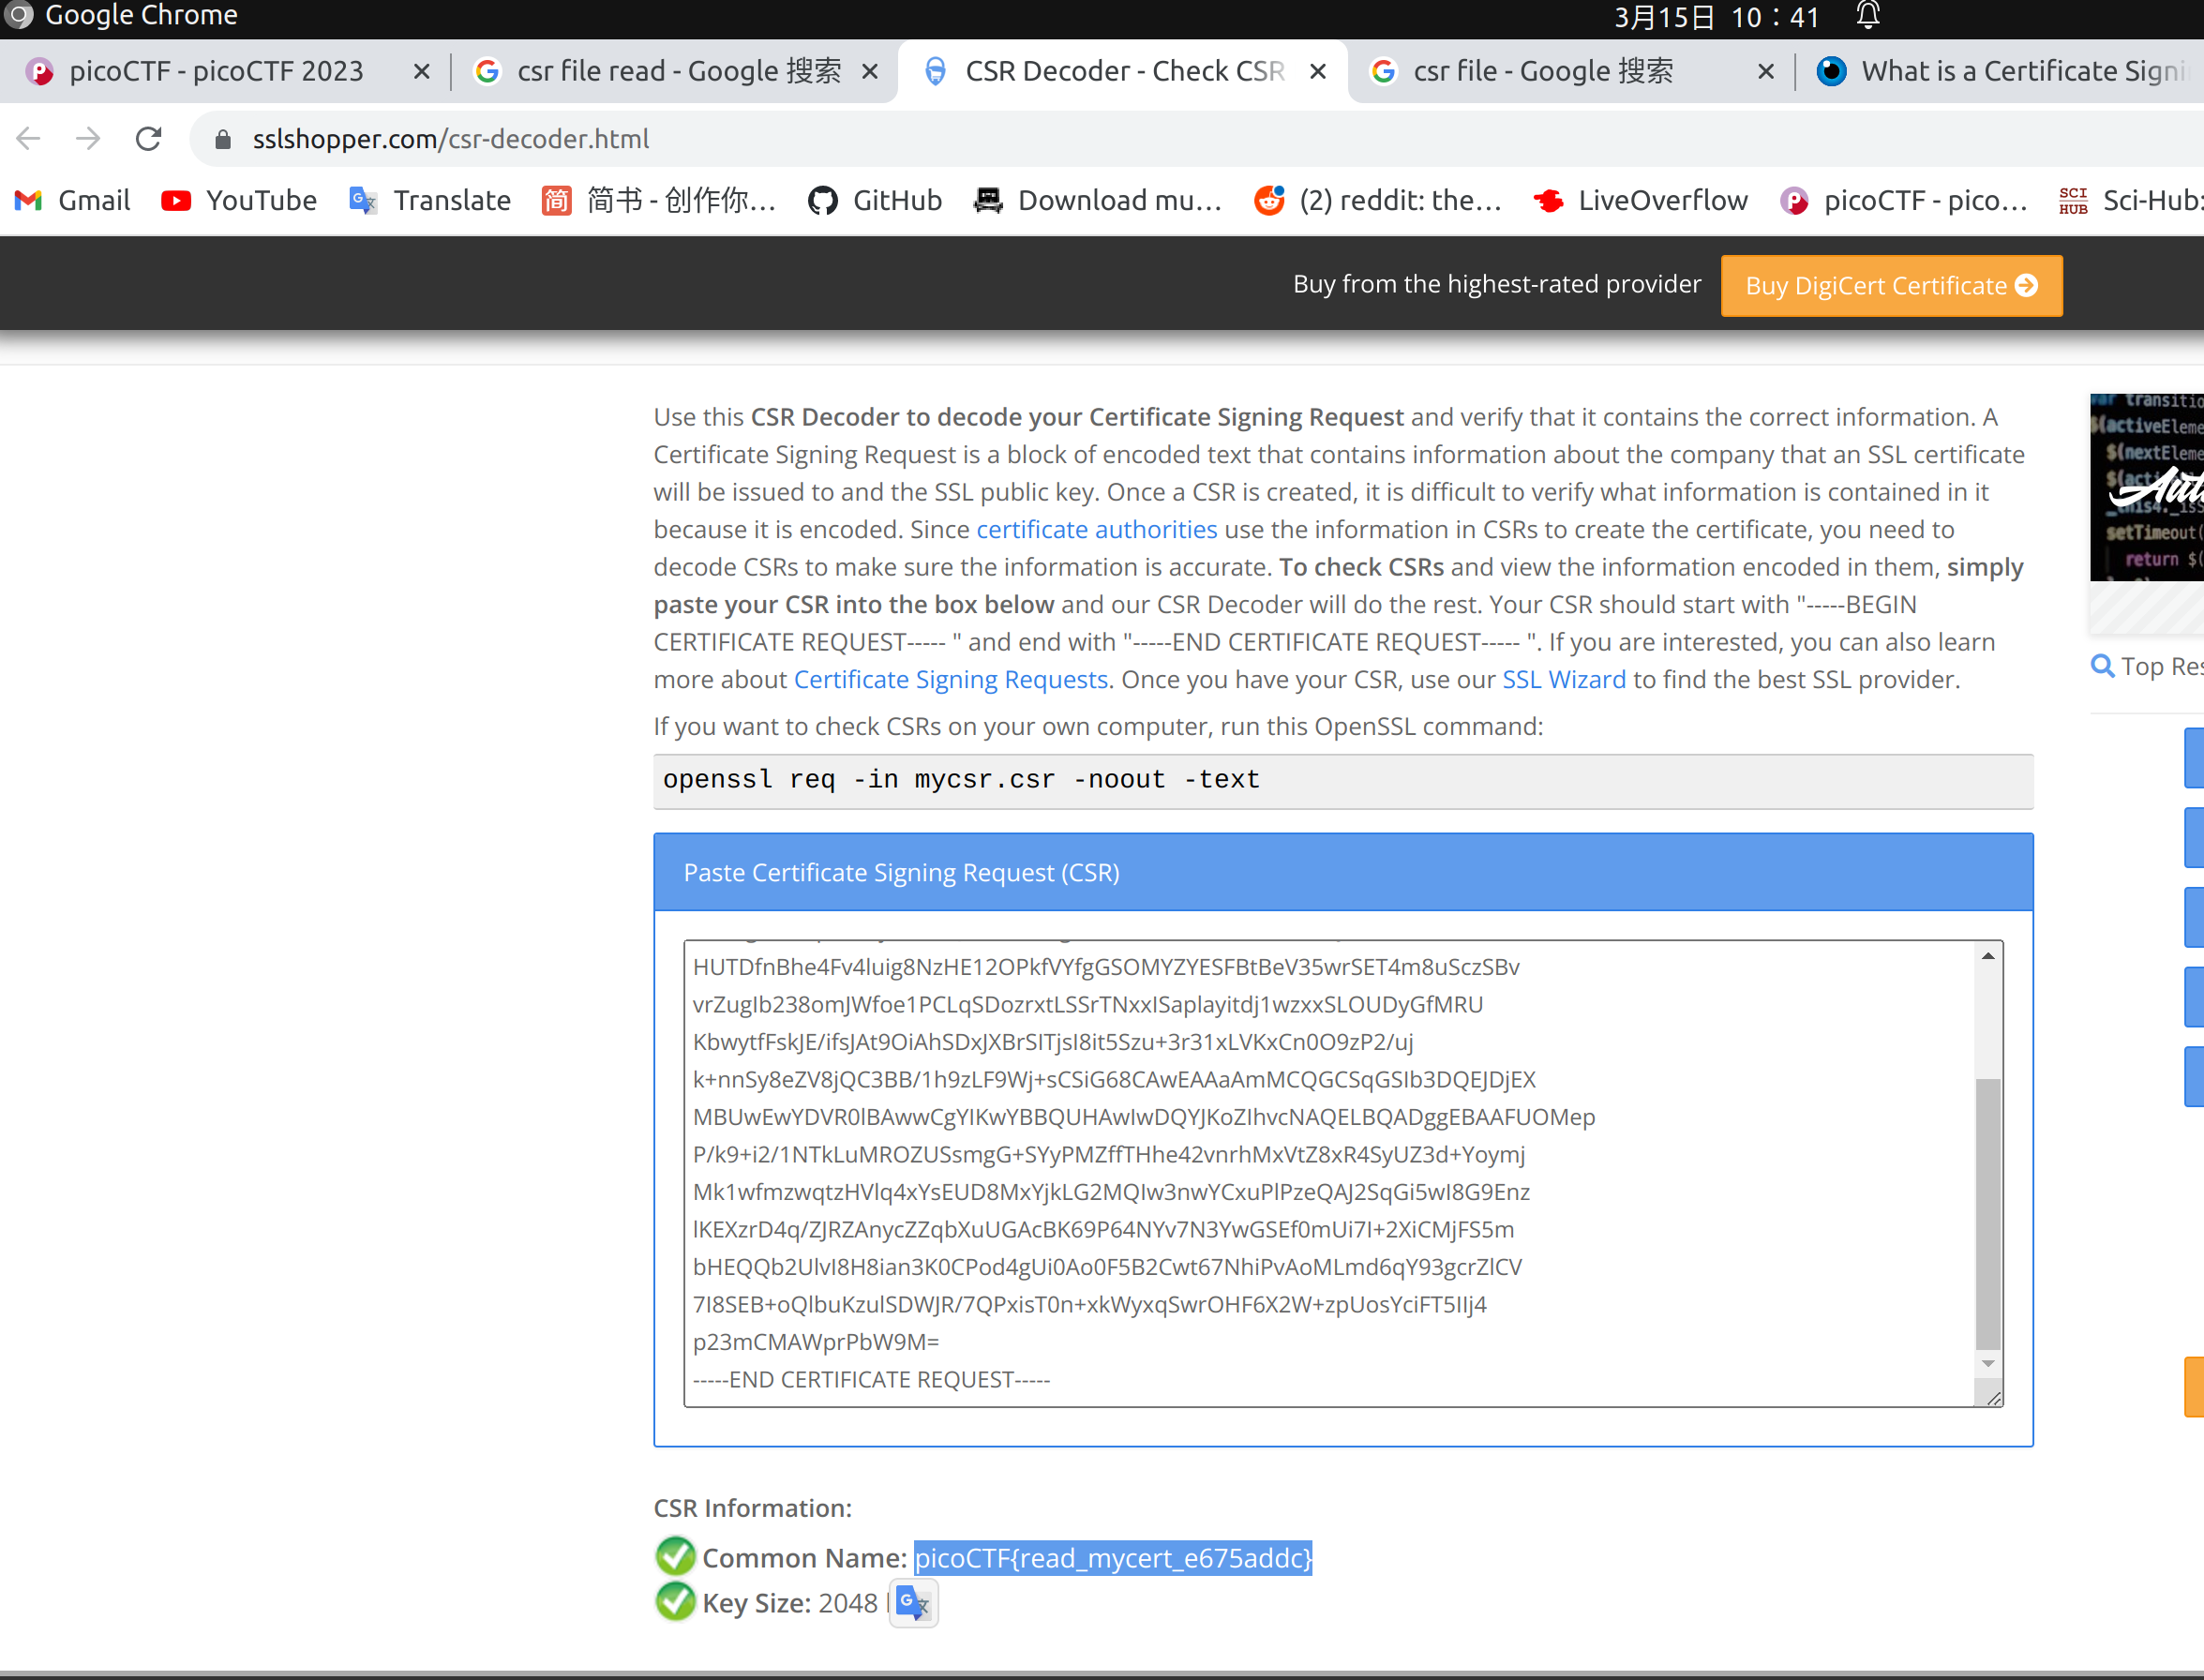 Google Chrome 3月15日 10：41
picoCTF - picoCTF 2023 csr file read - Google 搜索 CSR Decoder - Check CSR csr file - Google 搜索 What is a Certificate Signi
sslshopper.com/csr-decoder.html
Gmail YouTube Translate 简 简书 - 创作你... GitHub Download mu... (2) reddit: the... LiveOverflow picoCTF - pico... SCI HUB Sci-Hub:
Buy from the highest-rated provider Buy DigiCert Certificate
Use this CSR Decoder to decode your Certificate Signing Request and verify that it contains the correct information. A
Certificate Signing Request is a block of encoded text that contains information about the company that an SSL certificate
will be issued to and the SSL public key. Once a CSR is created, it is difficult to verify what information is contained in it
because it is encoded. Since certificate authorities use the information in CSRs to create the certificate, you need to
decode CSRs to make sure the information is accurate. To check CSRs and view the information encoded in them, simply
paste your CSR into the box below and our CSR Decoder will do the rest. Your CSR should start with "-----BEGIN
CERTIFICATE REQUEST----- " and end with "-----END CERTIFICATE REQUEST----- ". If you are interested, you can also learn
more about Certificate Signing Requests. Once you have your CSR, use our SSL Wizard to find the best SSL provider.
If you want to check CSRs on your own computer, run this OpenSSL command:
openssl req -in mycsr.csr -noout -text
Paste Certificate Signing Request (CSR)
HUTDfnBhe4Fv4luig8NzHE12OPkfVYfgGSOMYZYESFBtBeV35wrSET4m8uSczSBv
vrZugIb238omJWfoe1PCLqSDozrxtLSSrTNxxISaplayitdj1wzxxSLOUDyGfMRU
KbwytfFskJE/ifsJAt9OiAhSDxJXBrSITjsI8it5Szu+3r31xLVKxCn0O9zP2/uj
k+nnSy8eZV8jQC3BB/1h9zLF9Wj+sCSiG68CAwEAAaAmMCQGCSqGSIb3DQEJDjEX
MBUwEwYDVR0lBAwwCgYIKwYBBQUHAwIwDQYJKoZIhvcNAQELBQADggEBAAFUOMep
P/k9+i2/1NTkLuMROZUSsmgG+SYyPMZffTHhe42vnrhMxVtZ8xR4SyUZ3d+Yoymj
Mk1wfmzwqtzHVlq4xYsEUD8MxYjkLG2MQIw3nwYCxuPlPzeQAJ2SqGi5wI8G9Enz
lKEXzrD4q/ZJRZAnycZZqbXuUGAcBK69P64NYv7N3YwGSEf0mUi7I+2XiCMjFS5m
bHEQQb2UlvI8H8ian3K0CPod4gUi0Ao0F5B2Cwt67NhiPvAoMLmd6qY93gcrZlCV
7I8SEB+oQlbuKzulSDWJR/7QPxisT0n+xkWyxqSwrOHF6X2W+zpUosYciFT5IIj4
p23mCMAWprPbW9M=
-----END CERTIFICATE REQUEST-----
CSR Information:
Common Name: picoCTF{read_mycert_e675addc}
Key Size: 2048
var transitio
$(activeEleme
$(nextEleme
setTimeout(
return $(
Top Res